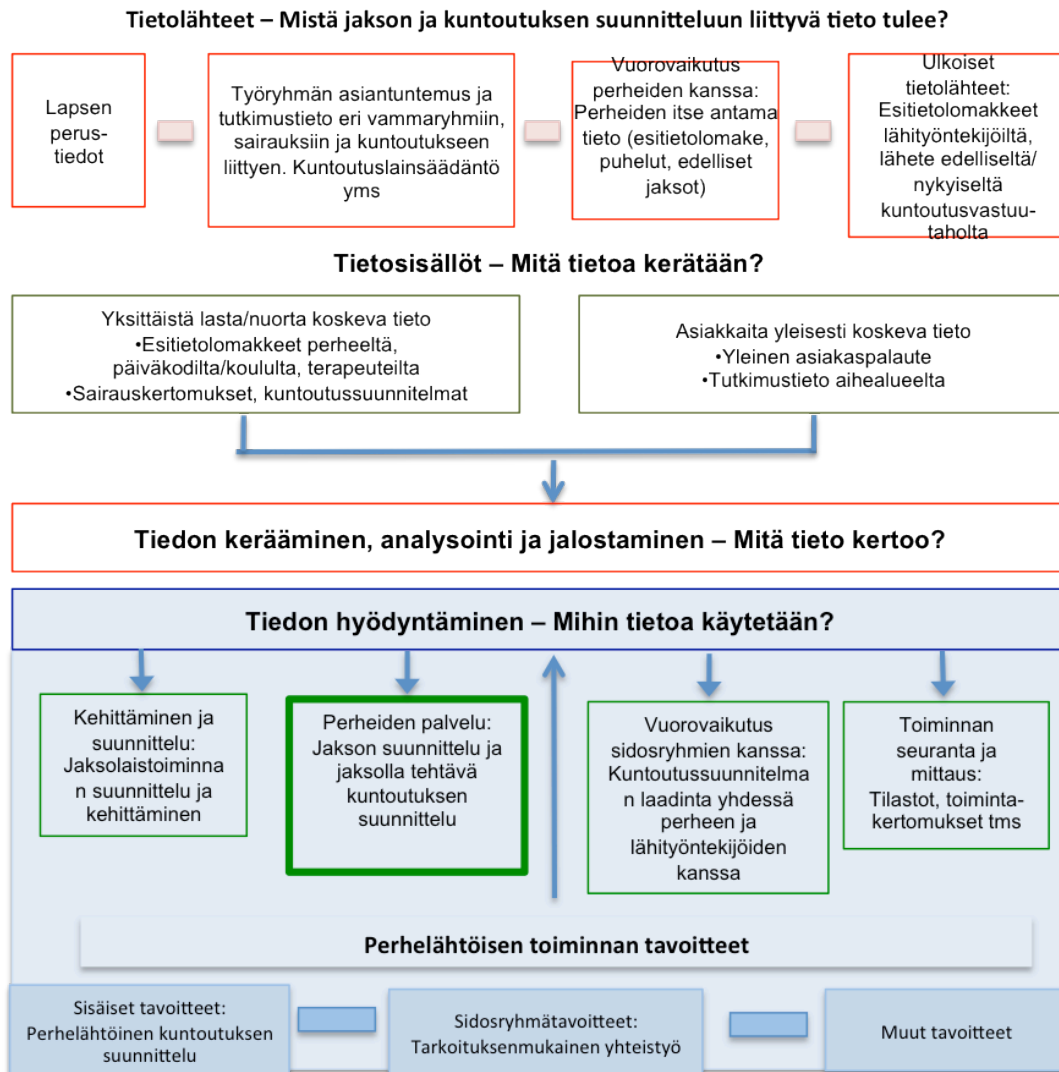 Tietolähteet – Mistä jakson ja kuntoutuksen suunnitteluun liittyvä tieto tulee?
Lapsen
perus-
tiedot
Työryhmän asiantuntemus ja
tutkimustieto eri vammaryhmiin,
sairauksiin ja kuntoutukseen
liittyen. Kuntoutuslainsäädäntö
yms
Vuorovaikutus
perheiden kanssa:
Perheiden itse antama
tieto (esitietolomake,
puhelut, edelliset
jaksot)
Ulkoiset
tietolähteet:
Esitietolomakkeet
lähityöntekijöiltä,
lähete edelliseltä/
nykyiseltä
kuntoutusvastuu-
taholta
Tietosisällöt – Mitä tietoa kerätään?
Yksittäistä lasta/nuorta koskeva tieto
•Esitietolomakkeet perheeltä,
päiväkodilta/koululta, terapeuteilta
•Sairauskertomukset, kuntoutussuunnitelmat
Asiakkaita yleisesti koskeva tieto
•Yleinen asiakaspalaute
•Tutkimustieto aihealueelta
Tiedon kerääminen, analysointi ja jalostaminen – Mitä tieto kertoo?
Tiedon hyödyntäminen – Mihin tietoa käytetään?
Kehittäminen ja
suunnittelu:
Jaksolaistoiminna
n suunnittelu ja
kehittäminen
Perheiden palvelu:
Jakson suunnittelu ja
jaksolla tehtävä
kuntoutuksen
suunnittelu
Vuorovaikutus
sidosryhmien kanssa:
Kuntoutussuunnitelma
n laadinta yhdessä
perheen ja
lähityöntekijöiden
kanssa
Toiminnan
seuranta ja
mittaus:
Tilastot, toiminta-
kertomukset tms
Perhelähtöisen toiminnan tavoitteet
Sisäiset tavoitteet:
Perhelähtöinen kuntoutuksen
suunnittelu
Sidosryhmätavoitteet:
Tarkoituksenmukainen yhteistyö
Muut tavoitteet